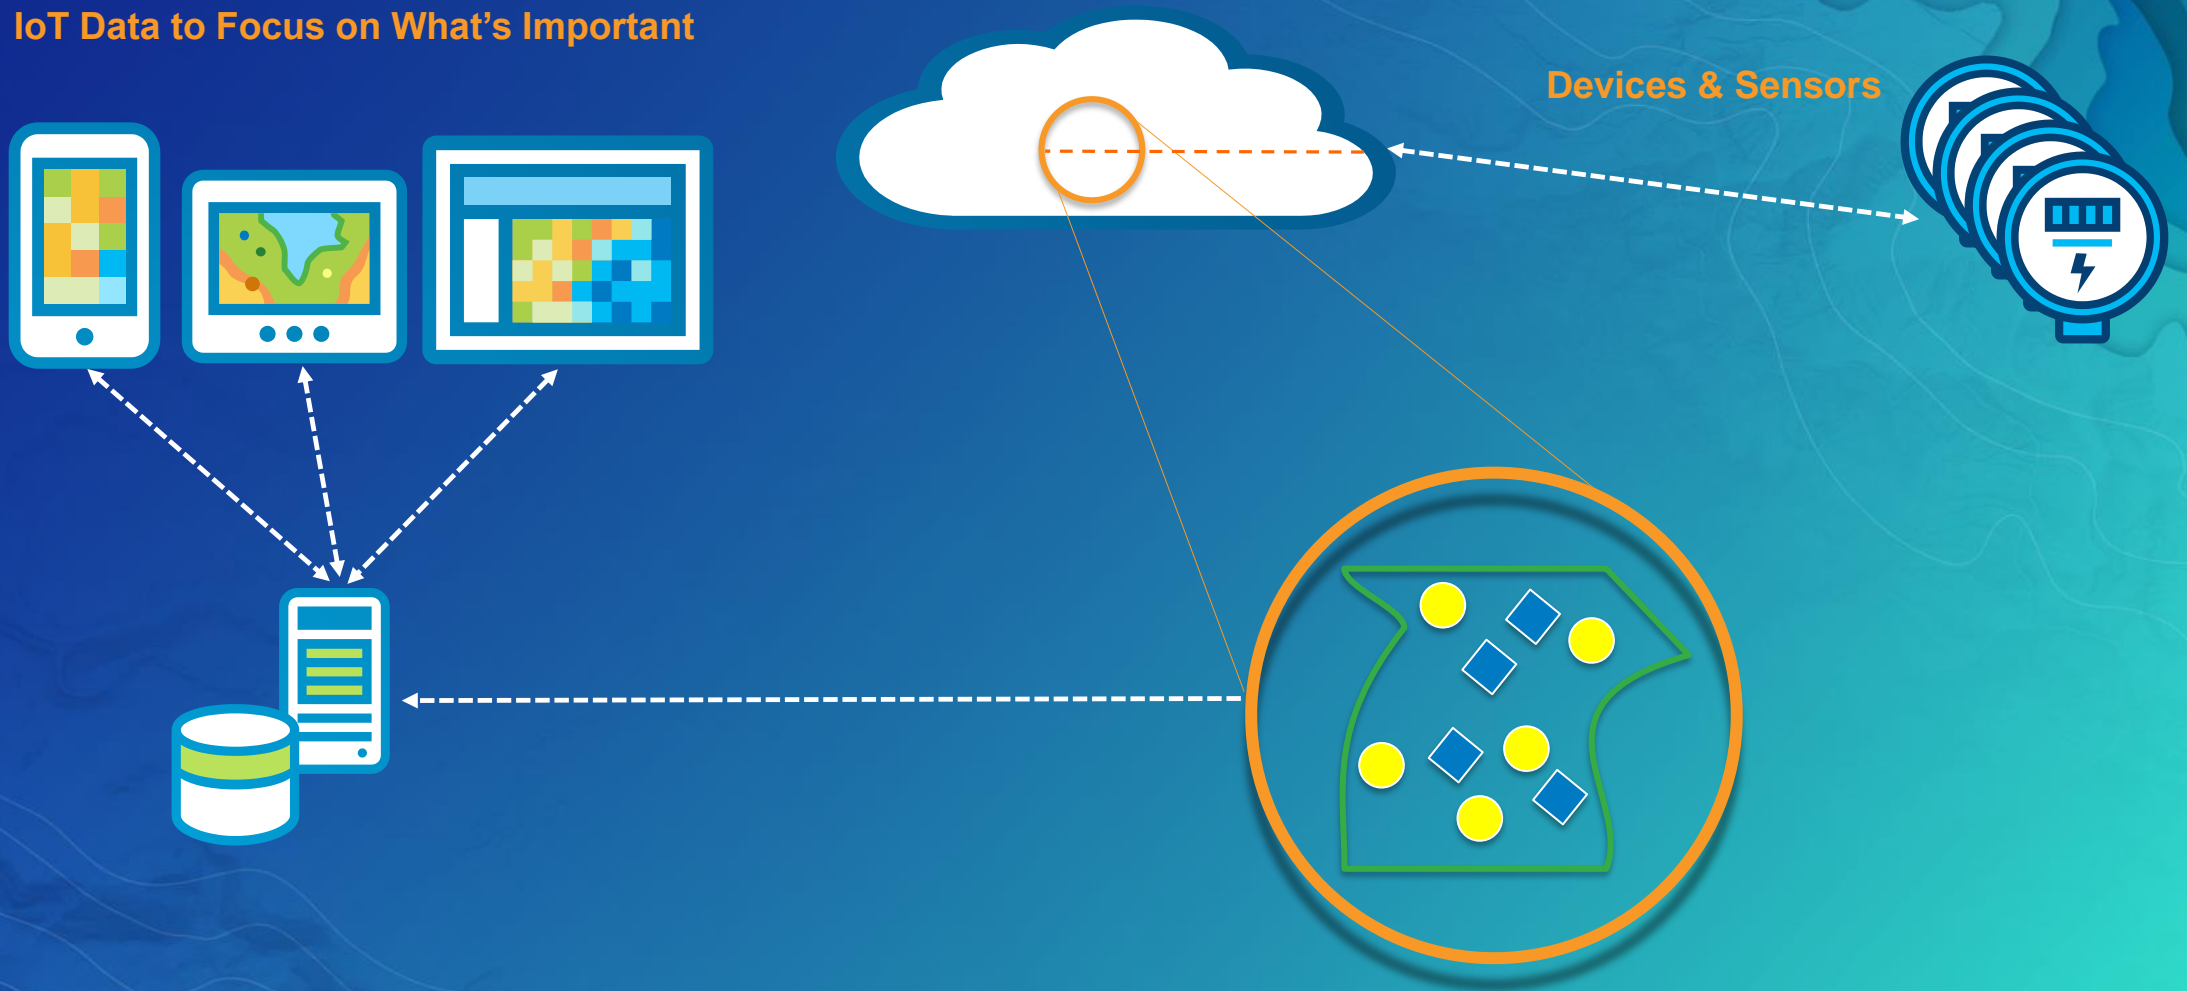 IoT Data to Focus on What’s Important
Devices & Sensors